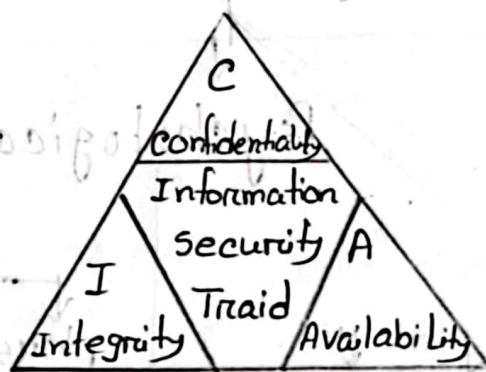 C
Confidentiality
Information
security
Traid
I
Integrity
A
Availability